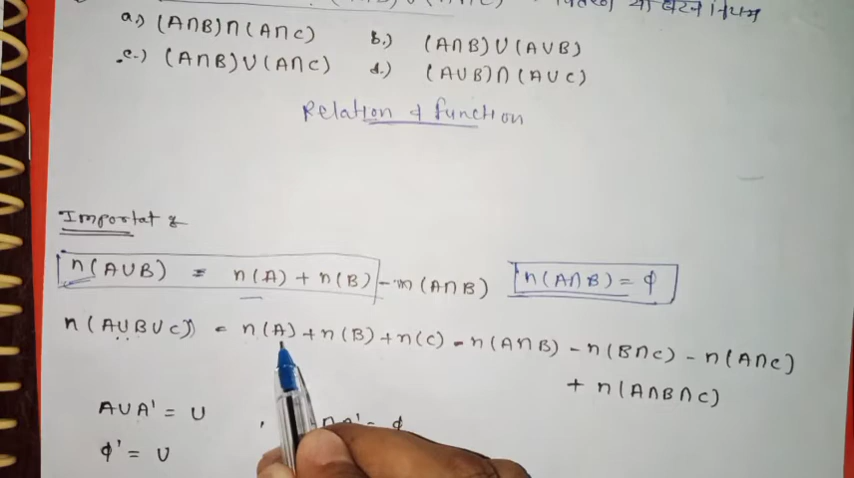 a.) (A∩B)∩(A∩C) b.) (A∩B)∪(A∪B)
c.) (A∩B)∪(A∩C) d.) (A∪B)∩(A∪C)
Relation & function
Importat
n(A∪B) = n(A) + n(B) - n(A∩B) n(A∩B) = ϕ
n(A∪B∪C) = n(A) + n(B) + n(C) - n(A∩B) - n(B∩C) - n(A∩C)
+ n(A∩B∩C)
A∪A' = U , ∩A' = ϕ
ϕ' = U